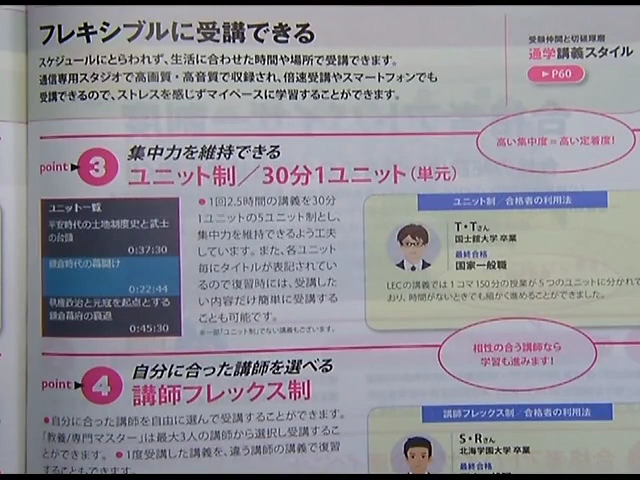 フレキシブルに受講できる
スケジュールにとらわれず、生活に合わせた時間や場所で受講できます。
通信専用スタジオで高画質・高音質で収録され、倍速受講やスマートフォンでも
受講できるので、ストレスを感じずマイペースに学習することができます。
受験仲間と切磋琢磨
通学講義スタイル
P60
高い集中度=高い定着度!
point 3 集中力を維持できる
ユニット制/30分1ユニット(単元)
ユニット一覧
平安時代の土地制度史と武士
の台頭
0:37:30
鎌倉時代の幕開け
0:22:44
執権政治と元寇を起点とする
鎌倉幕府の衰退
0:45:30
●1回2.5時間の講義を30分
1ユニットの5ユニット制とし、
集中力を維持できるよう工夫
しています。また、各ユニット
毎にタイトルが表記されてい
るので復習時には、受講した
い内容だけ簡単に受講する
ことも可能です。
※一部「ユニット制」でない講義もございます。
ユニット制/合格者の利用法
T・Tさん
国士舘大学 卒業
最終合格
国家一般職
LECの講義では1コマ150分の授業が5つのユニットに分かれて
おり、時間がないときでも細かく進めることができました。
相性の合う講師なら
学習も進みます!
point 4 自分に合った講師を選べる
講師フレックス制
●自分に合った講師を自由に選んで受講することができます。
「教養/専門マスター」は最大3人の講師から選択し受講するこ
とができます。●1度受講した講義を、違う講師の講義で復習
することもできます。
講師フレックス制/合格者の利用法
S・Rさん
北海学園大学 卒業
最終合格